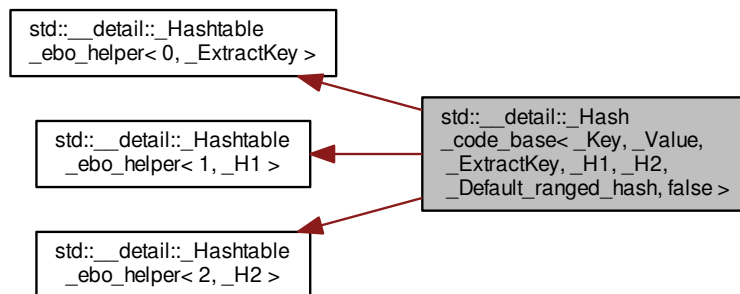 std::__detail::_Hashtable
_ebo_helper< 0, _ExtractKey >
std::__detail::_Hash
_code_base< _Key, _Value,
_ExtractKey, _H1, _H2,
_Default_ranged_hash, false >
std::__detail::_Hashtable
_ebo_helper< 1, _H1 >
std::__detail::_Hashtable
_ebo_helper< 2, _H2 >